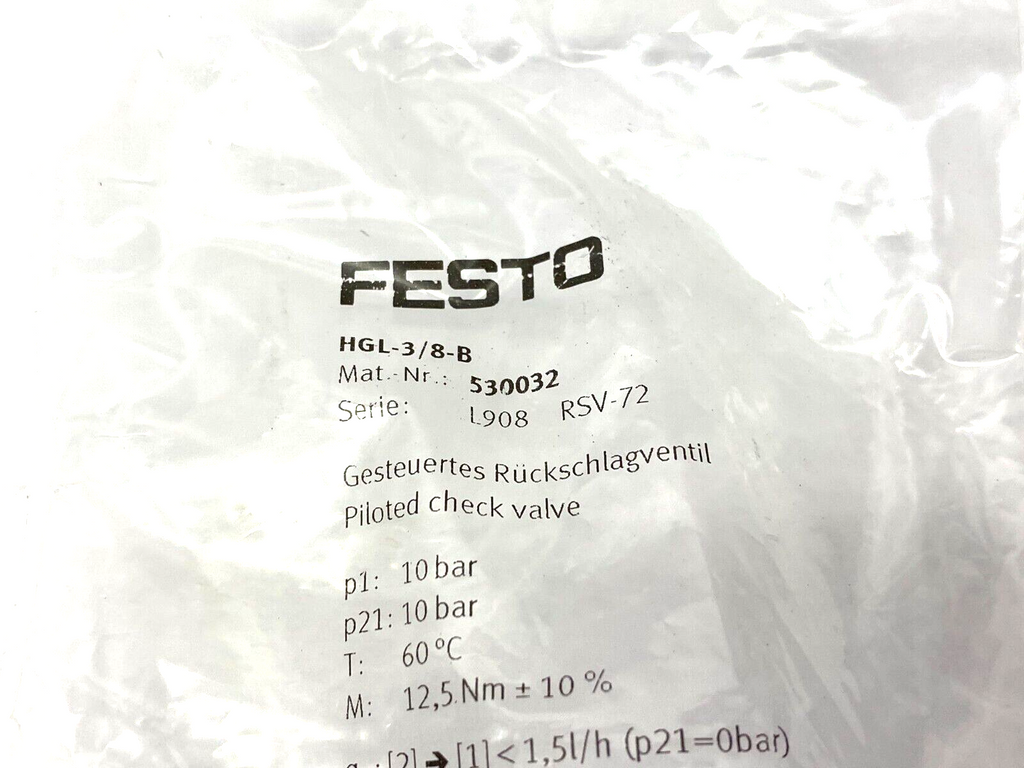 FESTO
HGL-3/8-B
Mat.-Nr.: 530032
Serie: L908 RSV-72
Gesteuertes Rückschlagventil
Piloted check valve
p1: 10 bar
p21: 10 bar
T: 60 °C
M: 12,5 Nm ± 10 %
: [2] ➔ [1] < 1,5l/h (p21=0bar)